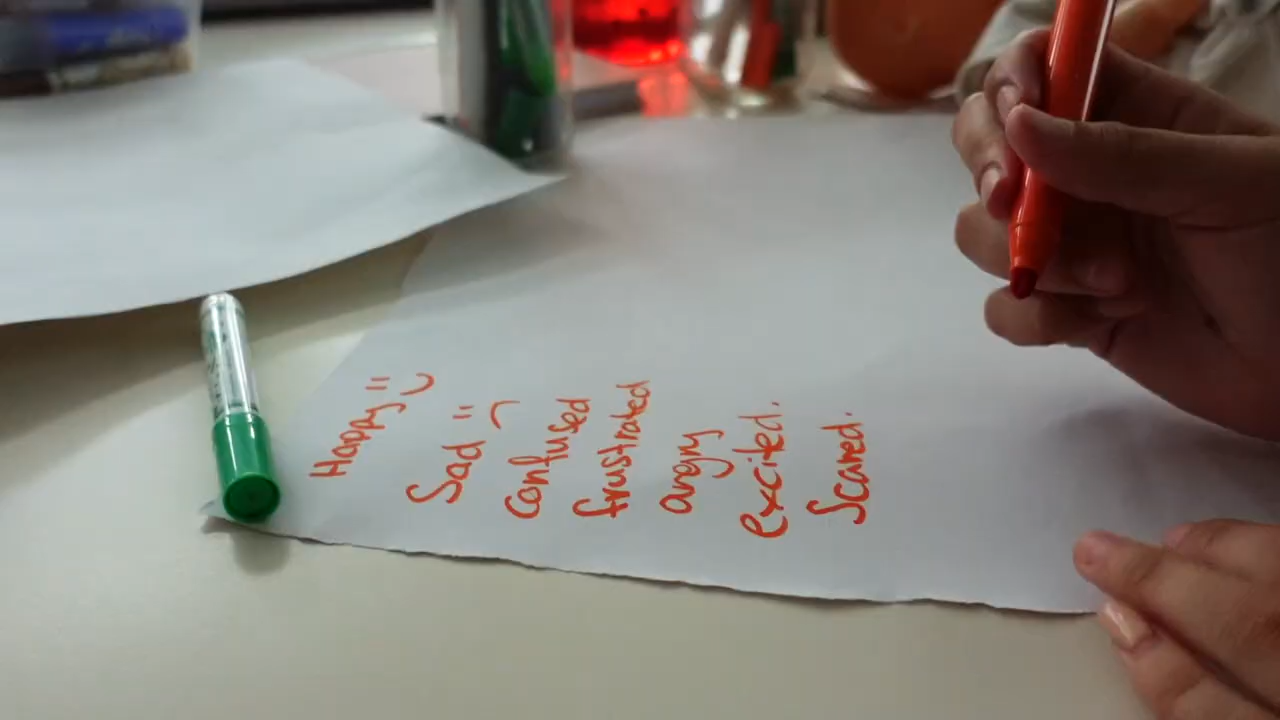 Happy
Sad
Confused
frustrated
angry
excited.
Scared.